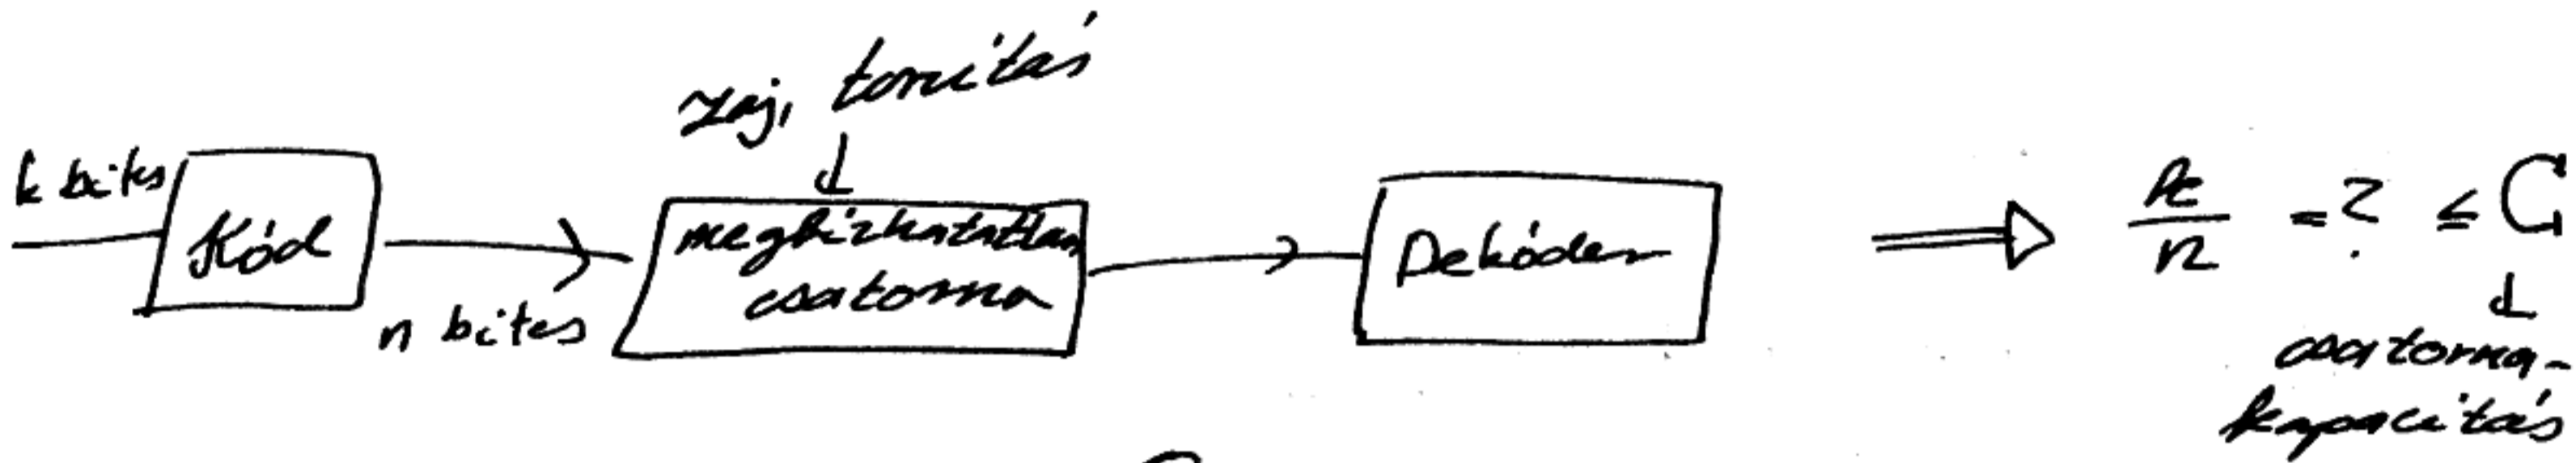 zaj, torzítás
k bites
Kód
n bites
megbízhatatlan
csatorna
Dekóder
k/n = ? ≤ C
csatorna-
kapacitás